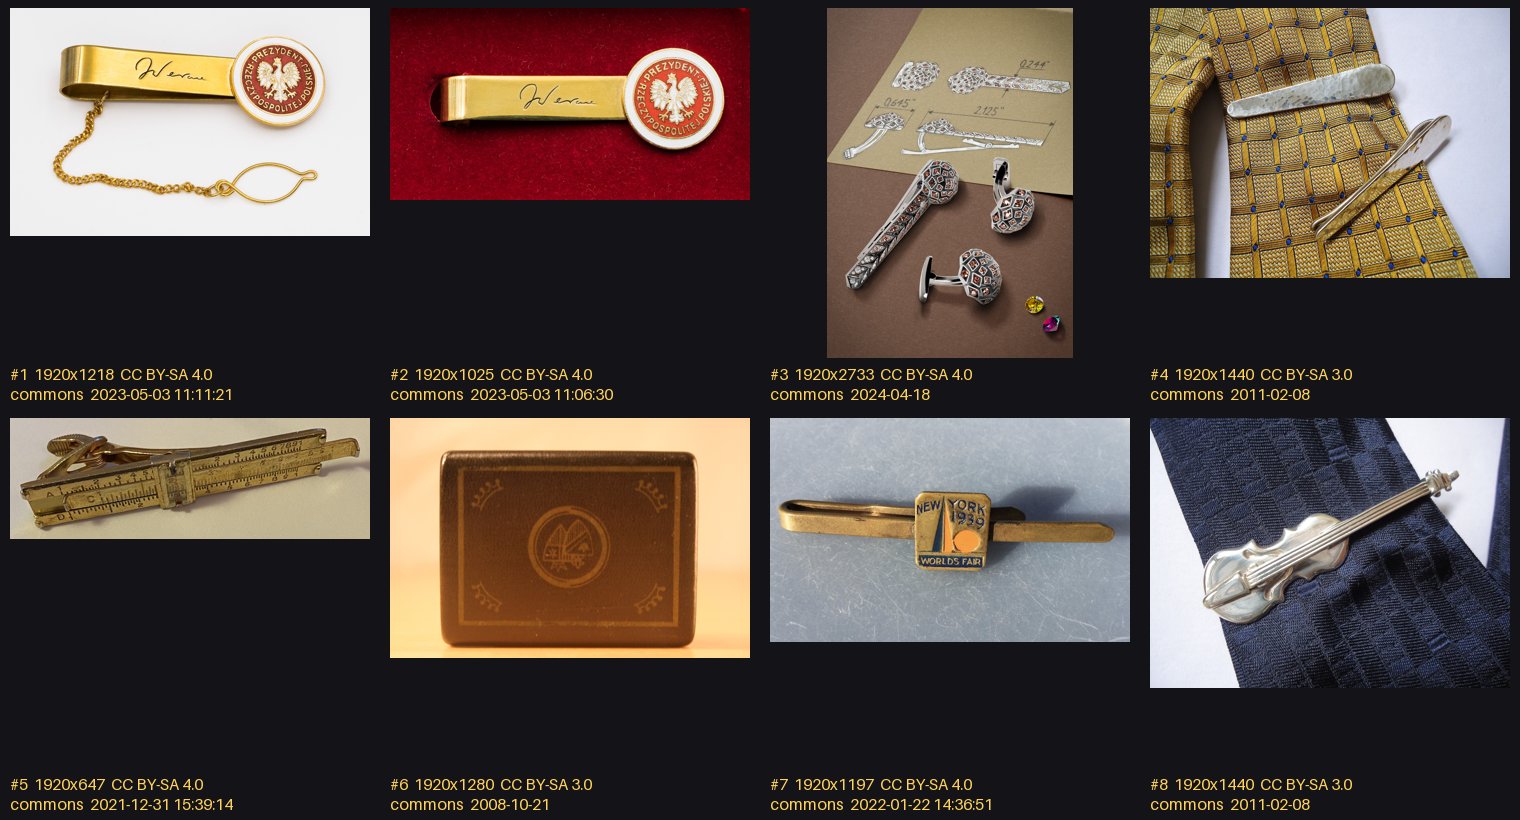 PREZYDENT
RZECZYPOSPOLITEJ POLSKIEJ
PREZYDENT
RZECZYPOSPOLITEJ POLSKIEJ
0.244"
0.645"
2.125"
#1 1920x1218 CC BY-SA 4.0
commons 2023-05-03 11:11:21
#2 1920x1025 CC BY-SA 4.0
commons 2023-05-03 11:06:30
#3 1920x2733 CC BY-SA 4.0
commons 2024-04-18
#4 1920x1440 CC BY-SA 3.0
commons 2011-02-08
A
C
D
NEW YORK
1939
WORLDS FAIR
#5 1920x647 CC BY-SA 4.0
commons 2021-12-31 15:39:14
#6 1920x1280 CC BY-SA 3.0
commons 2008-10-21
#7 1920x1197 CC BY-SA 4.0
commons 2022-01-22 14:36:51
#8 1920x1440 CC BY-SA 3.0
commons 2011-02-08